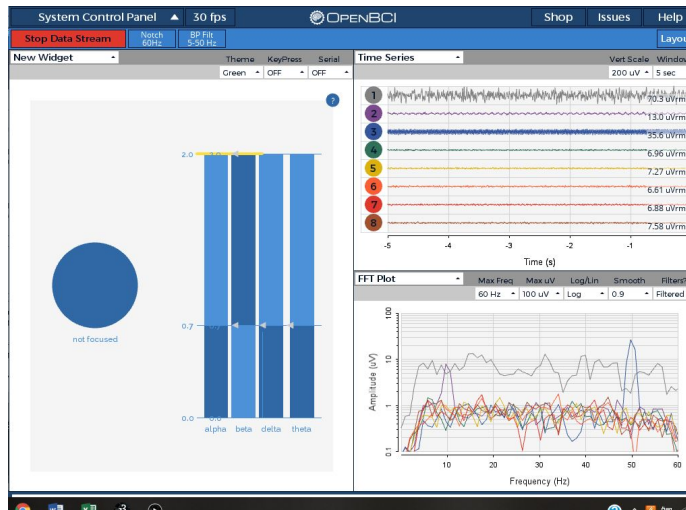 System Control Panel 30 fps OPENBCI Shop Issues Help
Stop Data Stream Notch 60Hz BP Filt 5-50 Hz Layou
New Widget
Theme KeyPress Serial
Green OFF OFF
?
2.0
0.7
0.0
not focused
alpha beta delta theta
Time Series
Vert Scale Window
200 uV 5 sec
1 70.3 uVrm
2 13.0 uVrm
3 35.6 uVrm
4 6.96 uVrm
5 7.27 uVrm
6 6.61 uVrm
7 6.88 uVrm
8 7.58 uVrm
-5 -4 -3 -2 -1
Time (s)
FFT Plot
Max Freq Max uV Log/Lin Smooth Filters?
60 Hz 100 uV Log 0.9 Filtered
100
10
1
0.1
Amplitude (uV)
10 20 30 40 50 60
Frequency (Hz)